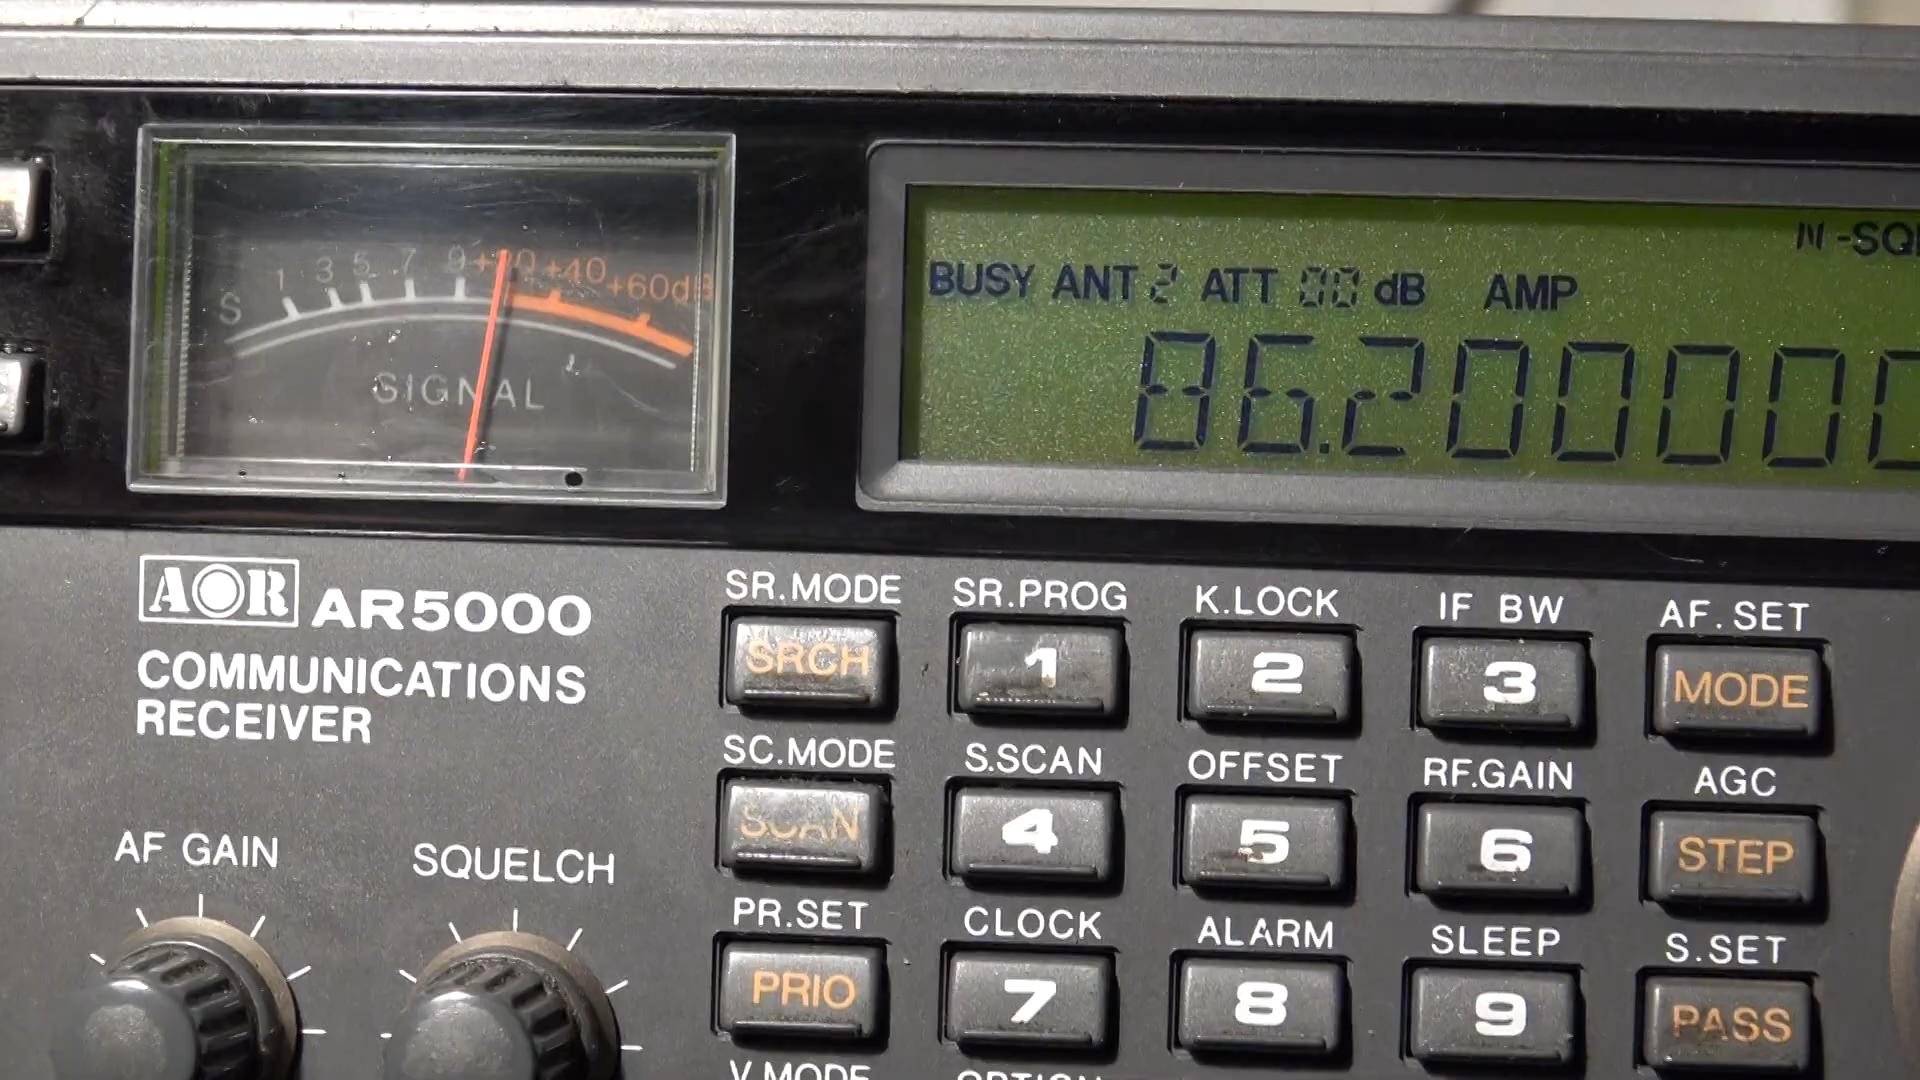 S 1 3 5 7 9 +20 +40 +60dB
SIGNAL
N-SQL
BUSY ANT 2 ATT 00 dB AMP
86.200000
AOR AR5000
COMMUNICATIONS
RECEIVER
AF GAIN SQUELCH
SR.MODE SR.PROG K.LOCK IF BW AF.SET
SRCH 1 2 3 MODE
SC.MODE S.SCAN OFFSET RF.GAIN AGC
SCAN 4 5 6 STEP
PR.SET CLOCK ALARM SLEEP S.SET
PRIO 7 8 9 PASS
V.MODE OPTION